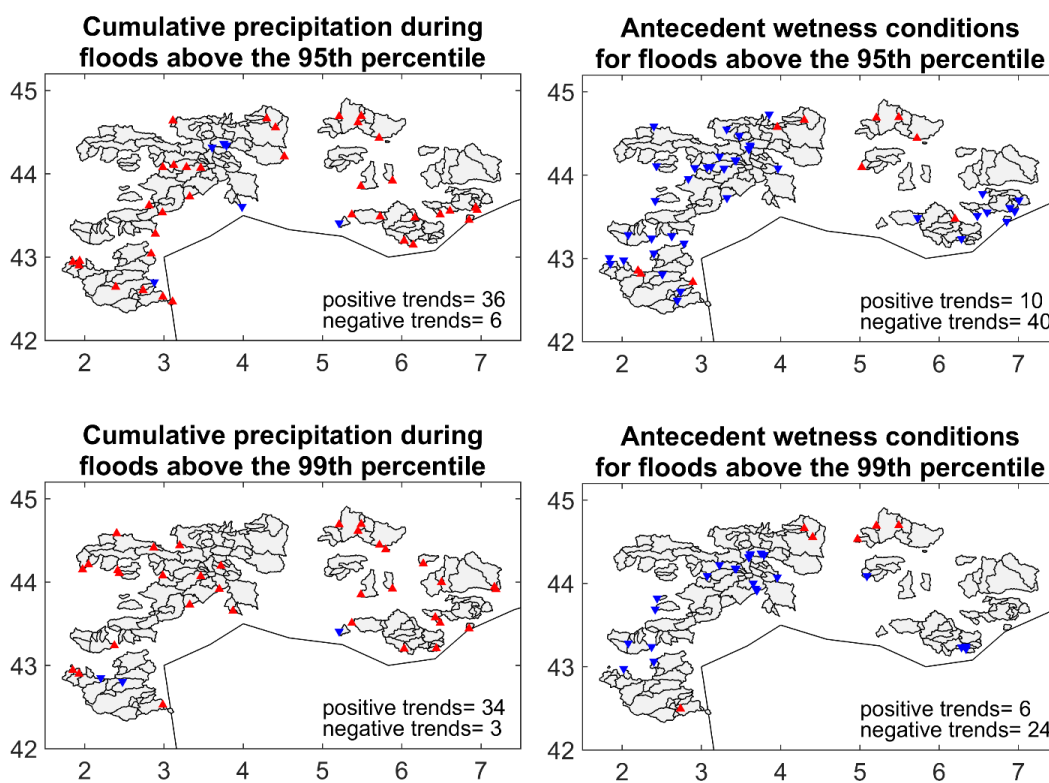 Cumulative precipitation during
floods above the 95th percentile
45
44
43
42
2 3 4 5 6 7
positive trends= 36
negative trends= 6
Antecedent wetness conditions
for floods above the 95th percentile
45
44
43
42
2 3 4 5 6 7
positive trends= 10
negative trends= 40
Cumulative precipitation during
floods above the 99th percentile
45
44
43
42
2 3 4 5 6 7
positive trends= 34
negative trends= 3
Antecedent wetness conditions
for floods above the 99th percentile
45
44
43
42
2 3 4 5 6 7
positive trends= 6
negative trends= 24